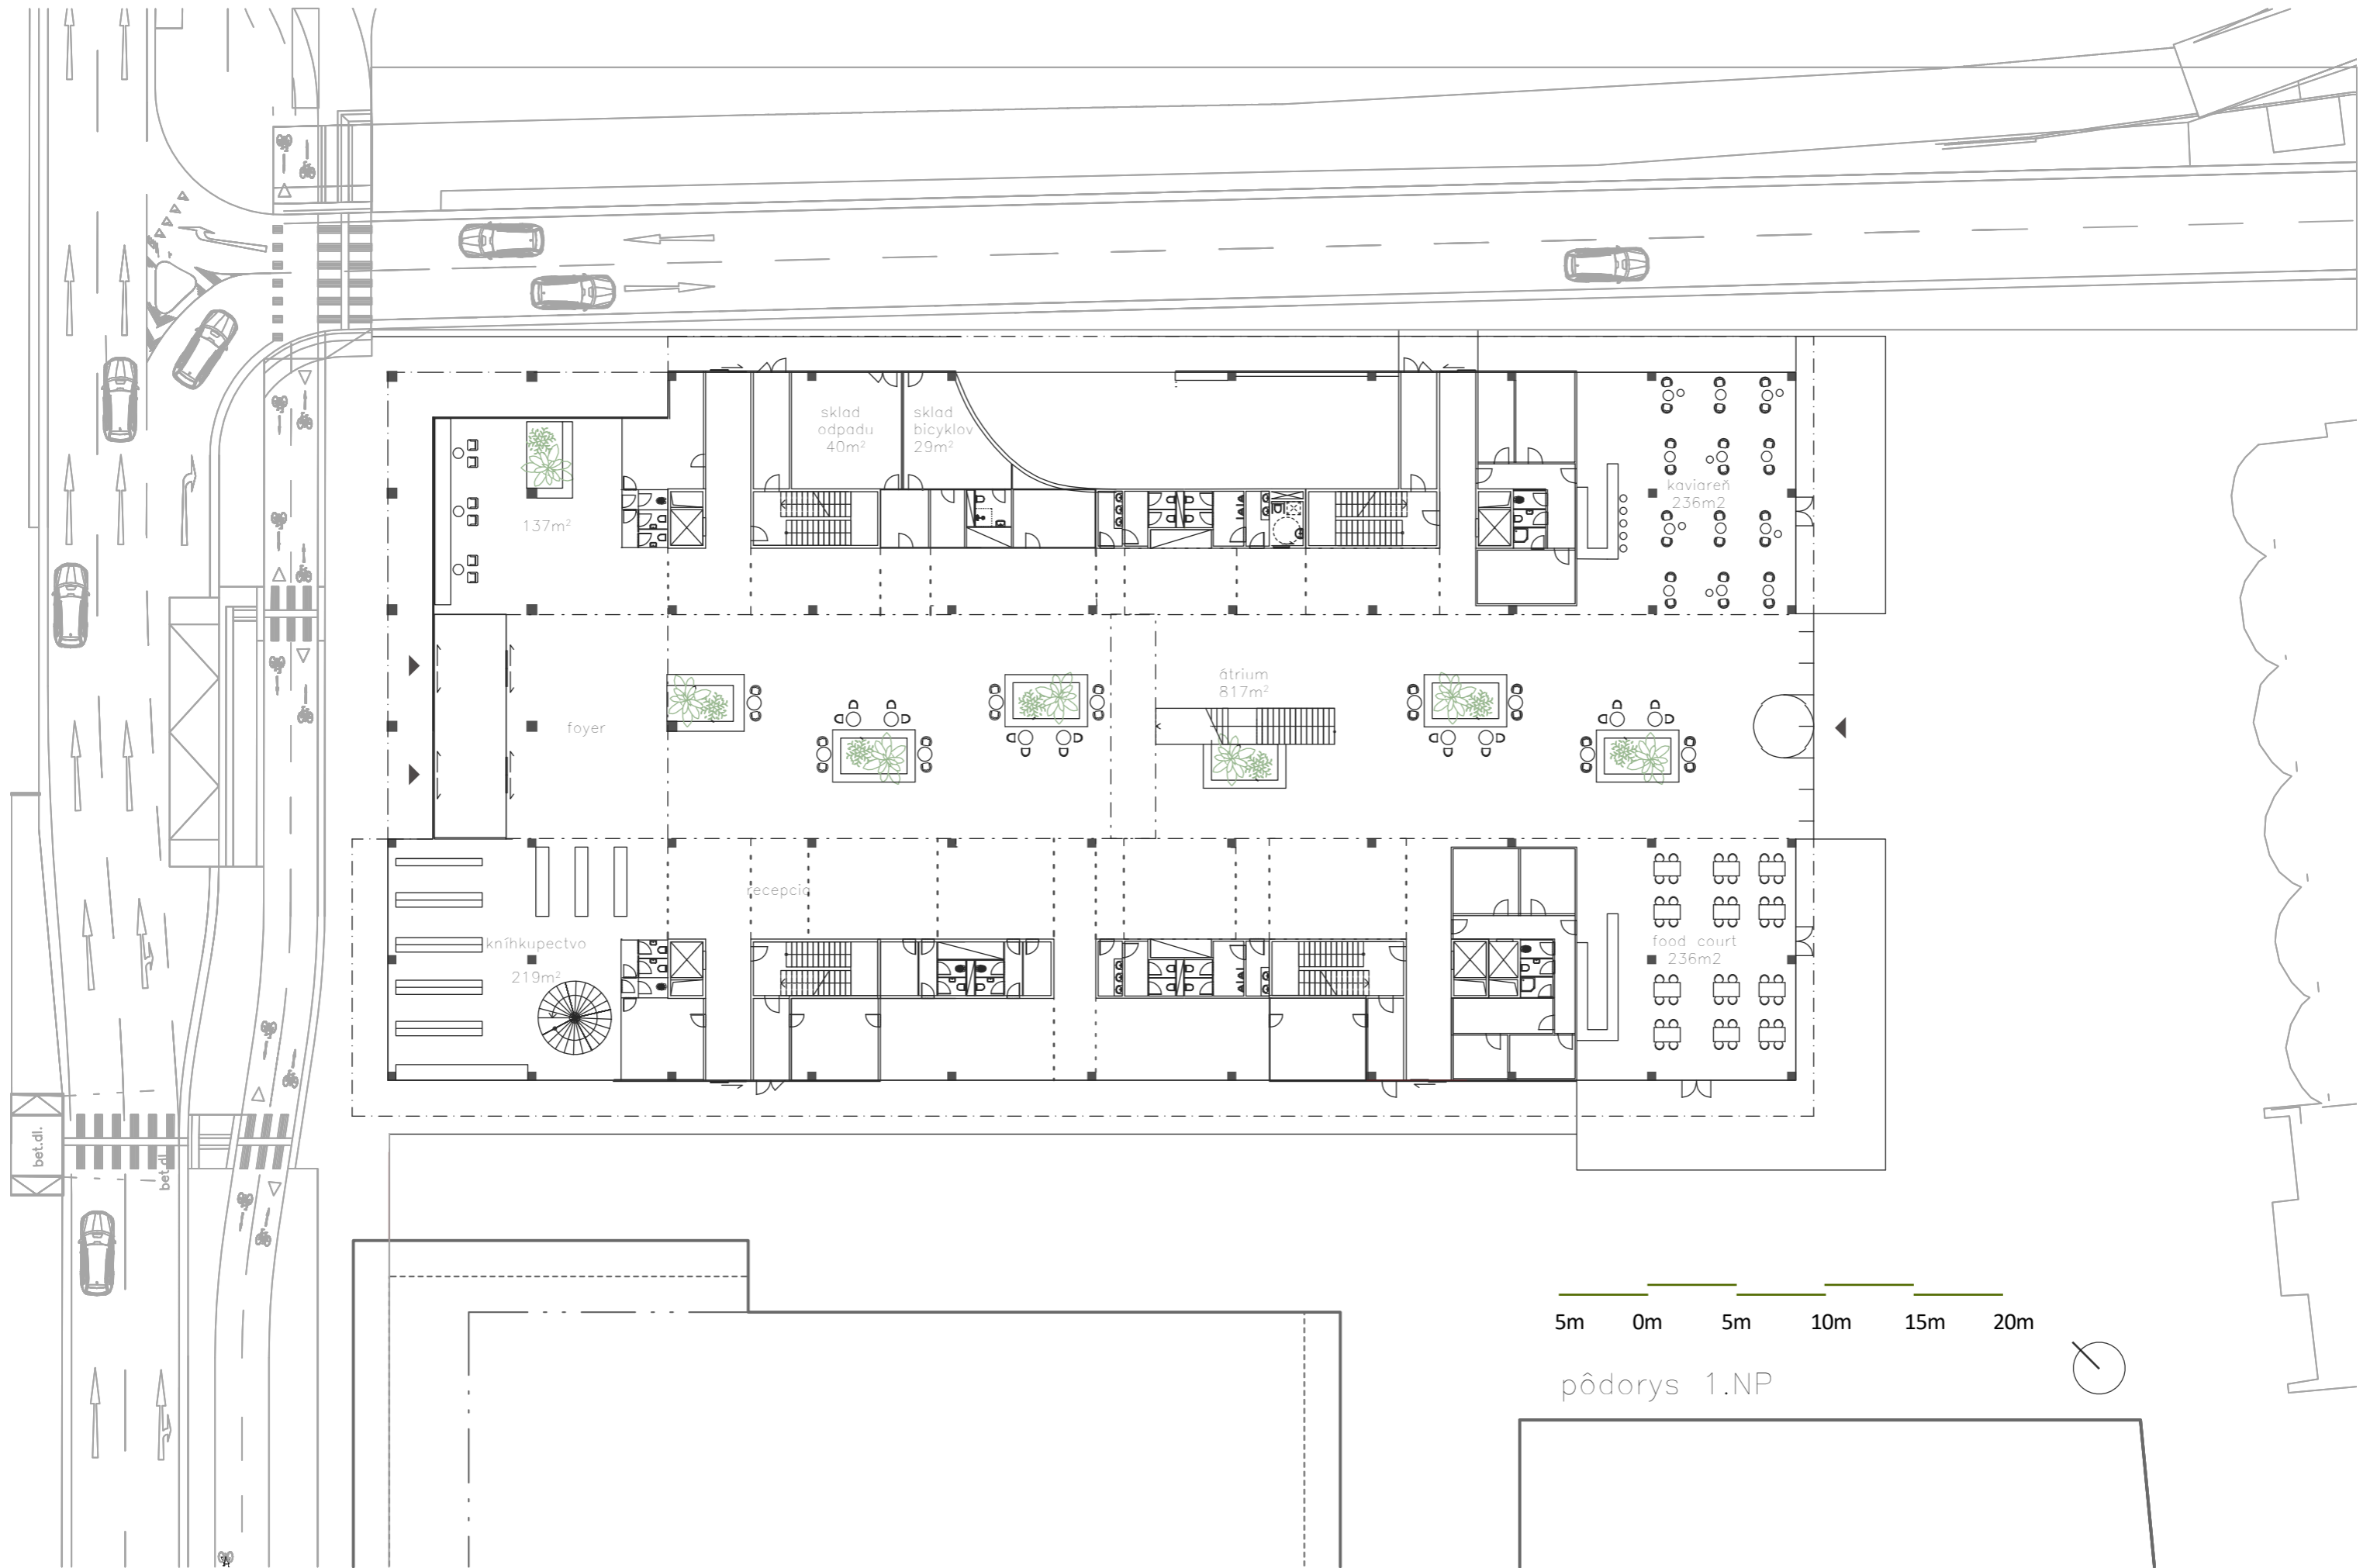 sklad
odpadu
40m²
sklad
bicyklov
29m²
137m²
kaviareň
236m2
átrium
817m²
foyer
recepcia
kníhkupectvo
219m²
food court
236m2
bet.dl.
bet.dl.
5m 0m 5m 10m 15m 20m
pôdorys 1.NP